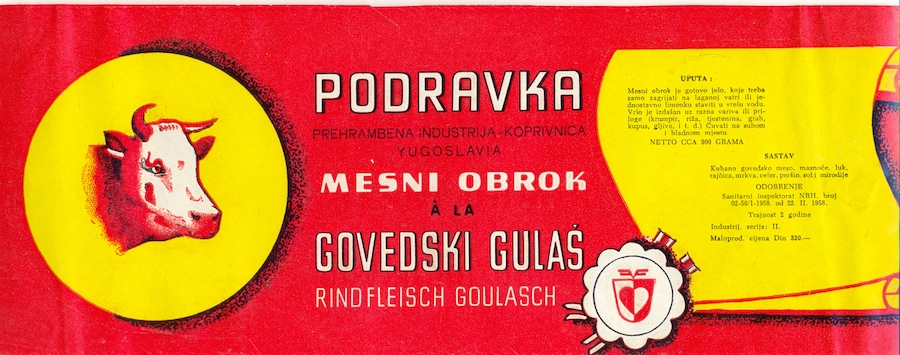 PODRAVKA
PREHRAMBENA INDUSTRIJA-KOPRIVNICA
YUGOSLAVIA
MESNI OBROK
À LA
GOVEDSKI GULAŠ
RINDFLEISCH GOULASCH
UPUTA :
Mesni obrok je gotovo jelo, koje treba
samo zagrijati na laganoj vatri ili je-
dnostavno limenku staviti u vrelu vodu.
Vrlo je izdašan uz razna variva ili pri-
loge (krumpir, riža, tjestenina, grah,
kupus, gljive, i t. d.) Čuvati na suhom
i hladnom mjestu.
NETTO CCA 900 GRAMA
SASTAV
Kuhano govedsko meso, masnoće, luk,
rajčica, mrkva, celer, peršin, sol i mirodije
ODOBRENJE
Sanitarni inspektorat NRH, broj
02-58/1-1958. od 22. II. 1958.
Trajnost 2 godine
Industrij. serija: II.
Maloprod. cijena Din 320.—